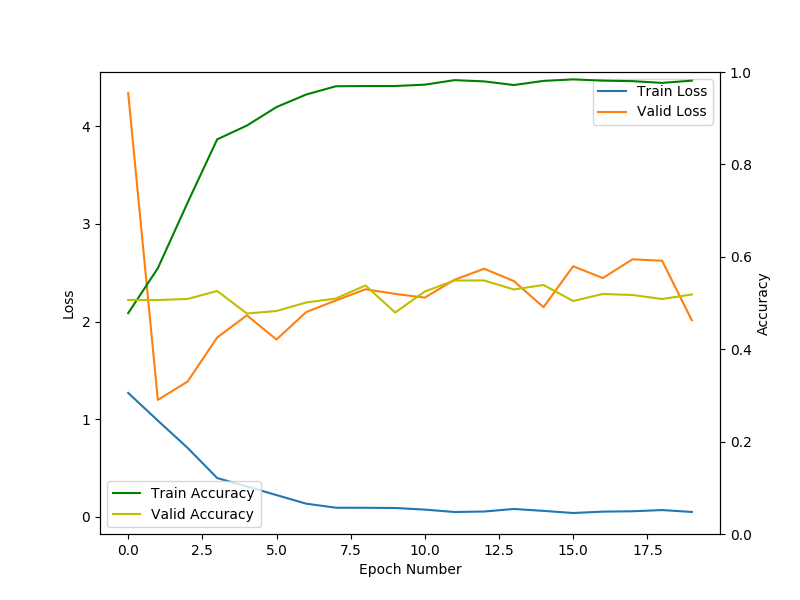 Train Loss
Valid Loss
Train Accuracy
Valid Accuracy
Loss
4
3
2
1
0
Accuracy
1.0
0.8
0.6
0.4
0.2
0.0
0.0 2.5 5.0 7.5 10.0 12.5 15.0 17.5
Epoch Number